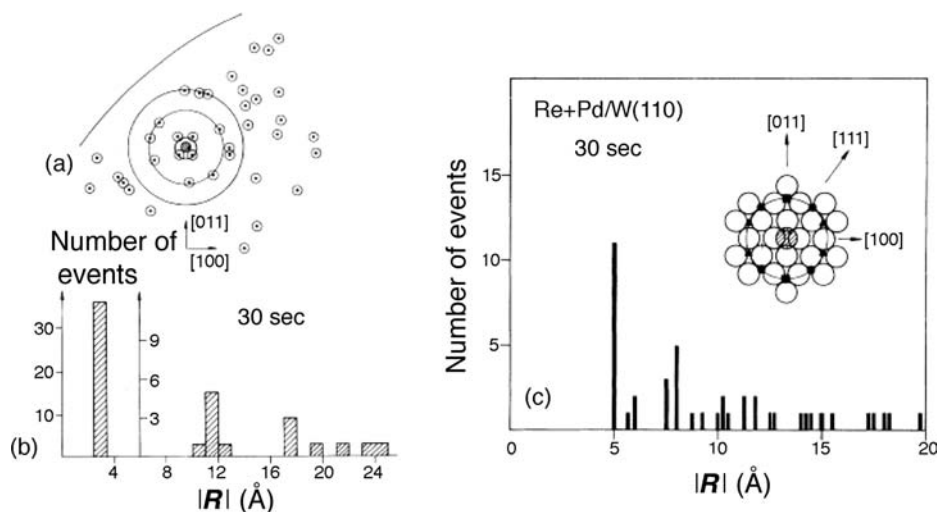 (a)
[011]
[100]
Number of
events
30 sec
30
20
10
9
6
3
(b)
4 8 12 16 20 24
|R| (Å)
Re+Pd/W(110)
30 sec
[011]
[111]
[100]
Number of events
15
10
5
(c)
0 5 10 15 20
|R| (Å)